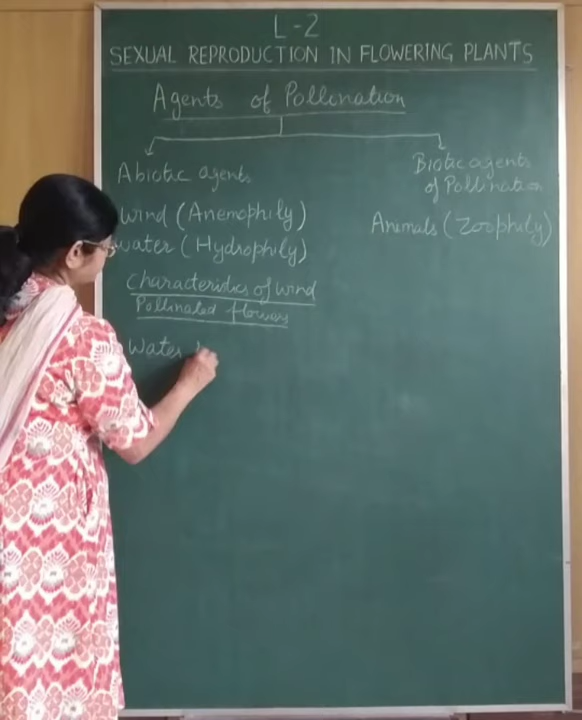 L-2
SEXUAL REPRODUCTION IN FLOWERING PLANTS
Agents of Pollination
Abiotic agents
wind (Anemophily)
water (Hydrophily)
Characteristics of wind
Pollinated flowers
Water
Biotic agents
of Pollination
Animals (Zoophily)